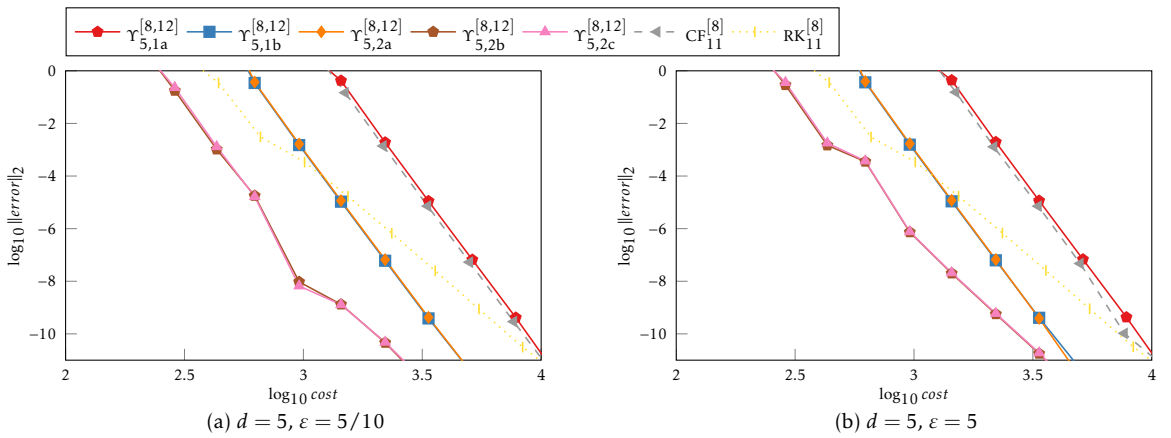 ϒ^{[8,12]}_{5,1a} ϒ^{[8,12]}_{5,1b} ϒ^{[8,12]}_{5,2a} ϒ^{[8,12]}_{5,2b} ϒ^{[8,12]}_{5,2c} CF^{[8]}_{11} RK^{[8]}_{11}
0
−2
−4
−6
−8
−10
log₁₀ ‖error‖₂
2 2.5 3 3.5 4
log₁₀ cost
(a) d = 5, ε = 5/10
0
−2
−4
−6
−8
−10
log₁₀ ‖error‖₂
2 2.5 3 3.5 4
log₁₀ cost
(b) d = 5, ε = 5